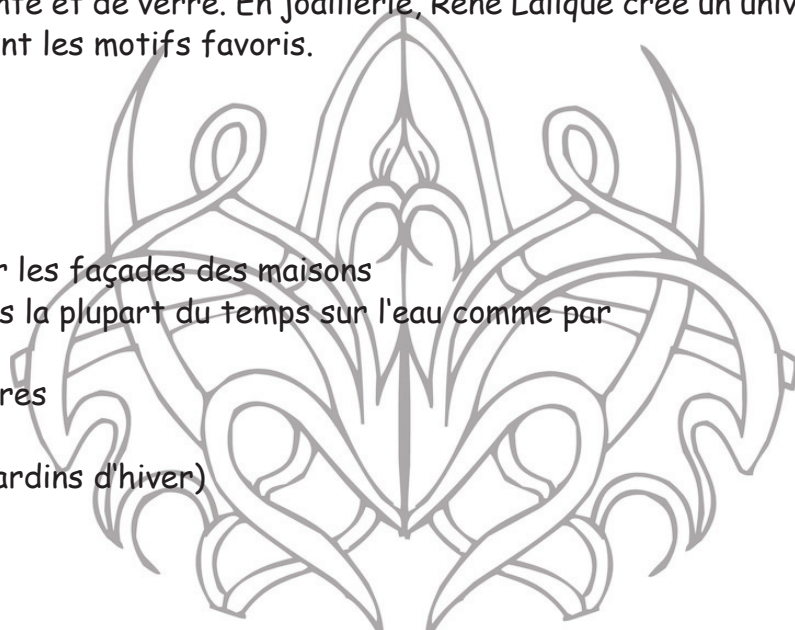 nte et de verre. En joaillerie, René Lalique crée un univ
nt les motifs favoris.
r les façades des maisons
s la plupart du temps sur l'eau comme par
res
ardins d'hiver)